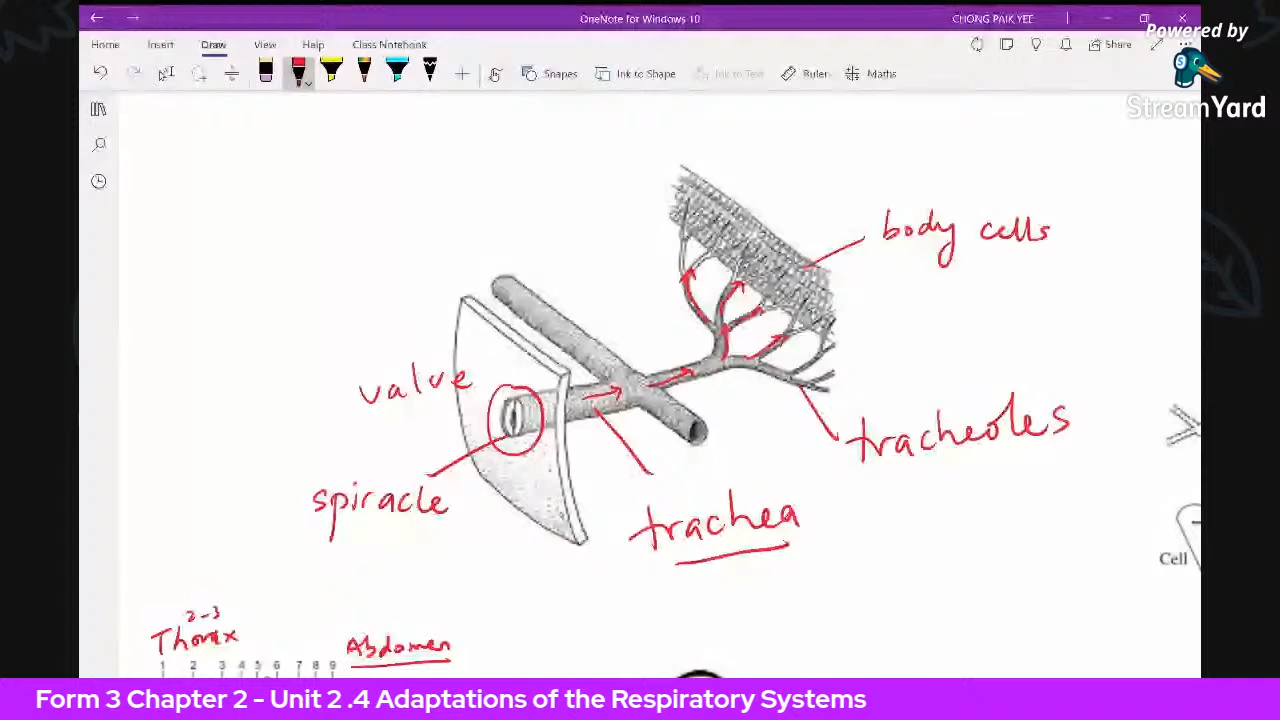 OneNote for Windows 10
CHONG PAIK YEE
Powered by
StreamYard
Home Insert Draw View Help Class Notebook
Share
Shapes Ink to Shape Ink to Text Ruler Maths
body cells
valve
tracheoles
spiracle
trachea
Cell
2-3
Thorax
Abdomen
1 2 3 4 5 6 7 8 9
Form 3 Chapter 2 - Unit 2 .4 Adaptations of the Respiratory Systems